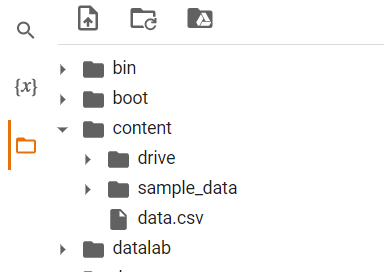 {x}
bin
boot
content
drive
sample_data
data.csv
datalab